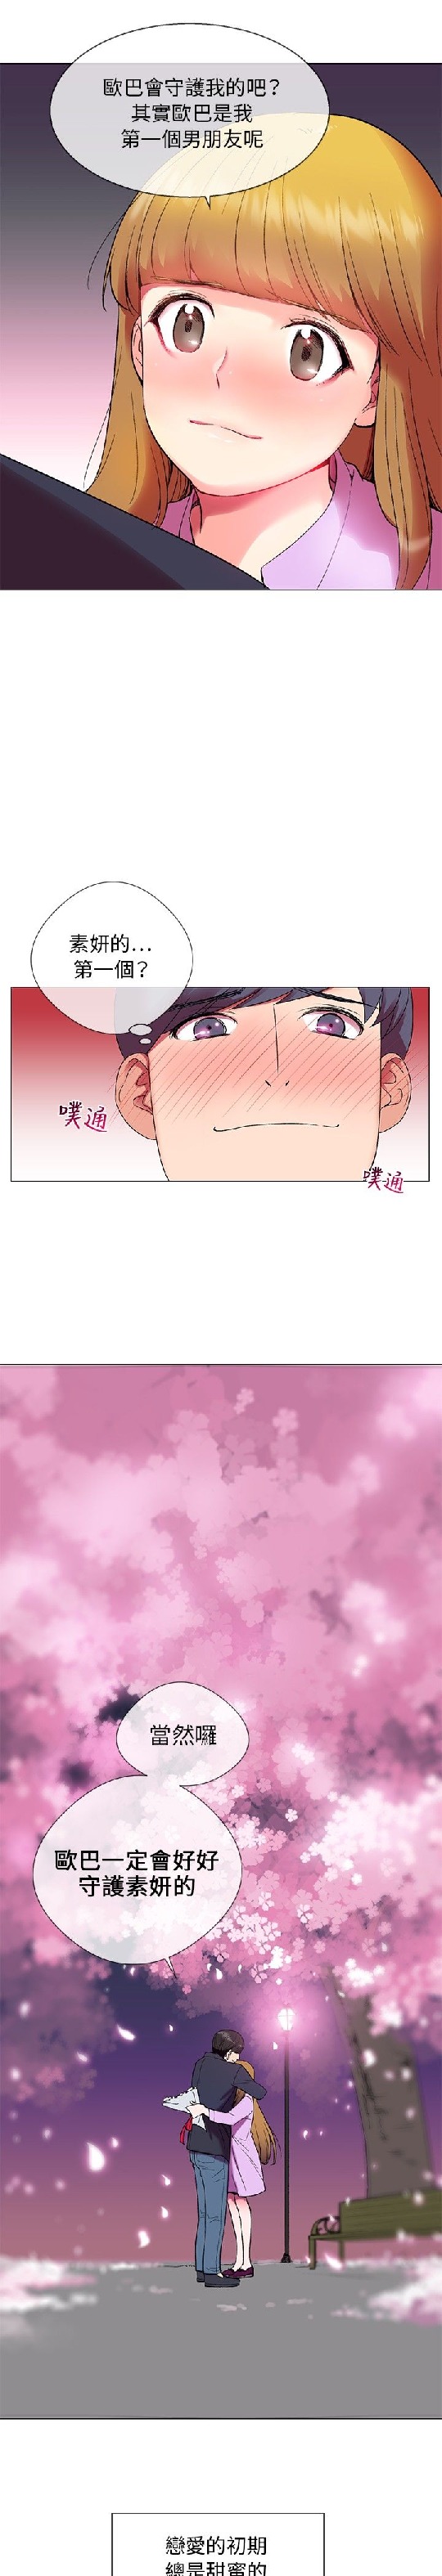 歐巴會守護我的吧？
其實歐巴是我
第一個男朋友呢
素妍的...
第一個？
噗通
噗通
當然囉
歐巴一定會好好
守護素妍的
戀愛的初期
總是甜蜜的